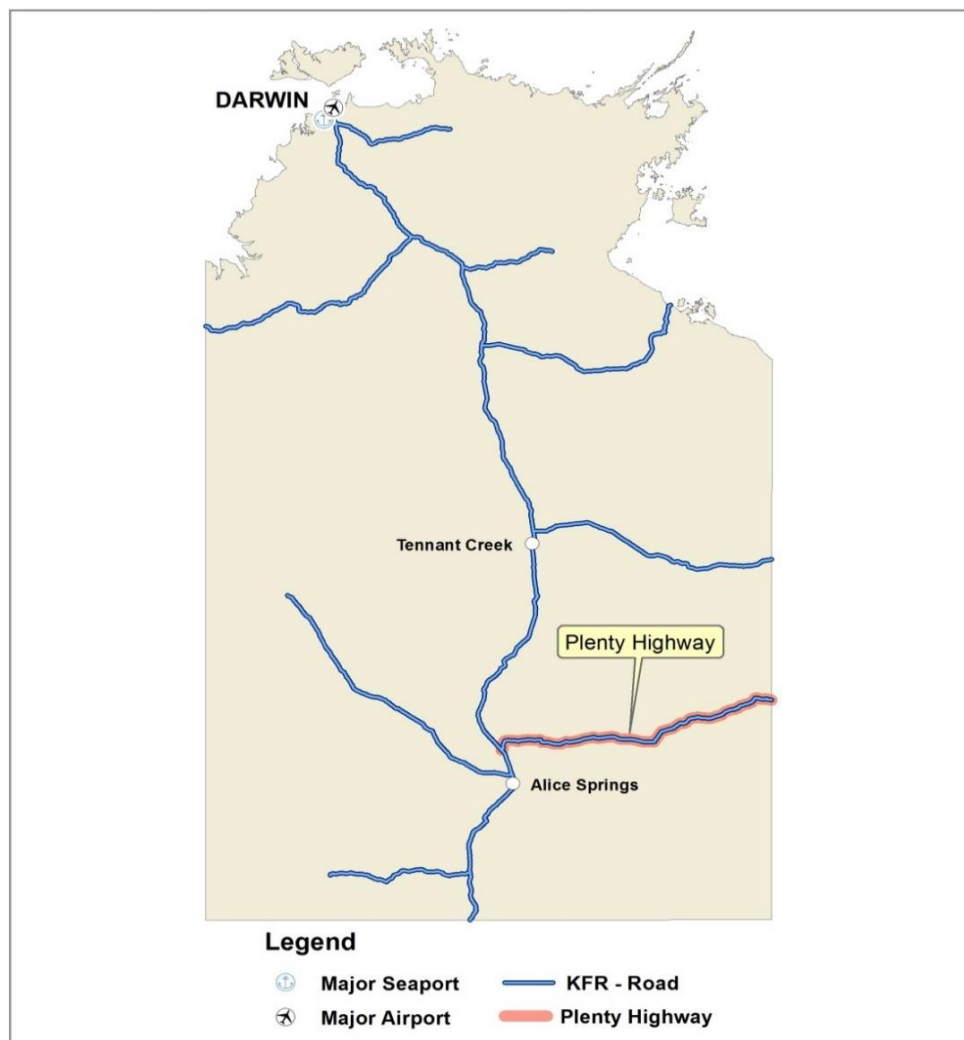 DARWIN
Tennant Creek
Plenty Highway
Alice Springs
Legend
Major Seaport
KFR - Road
Major Airport
Plenty Highway